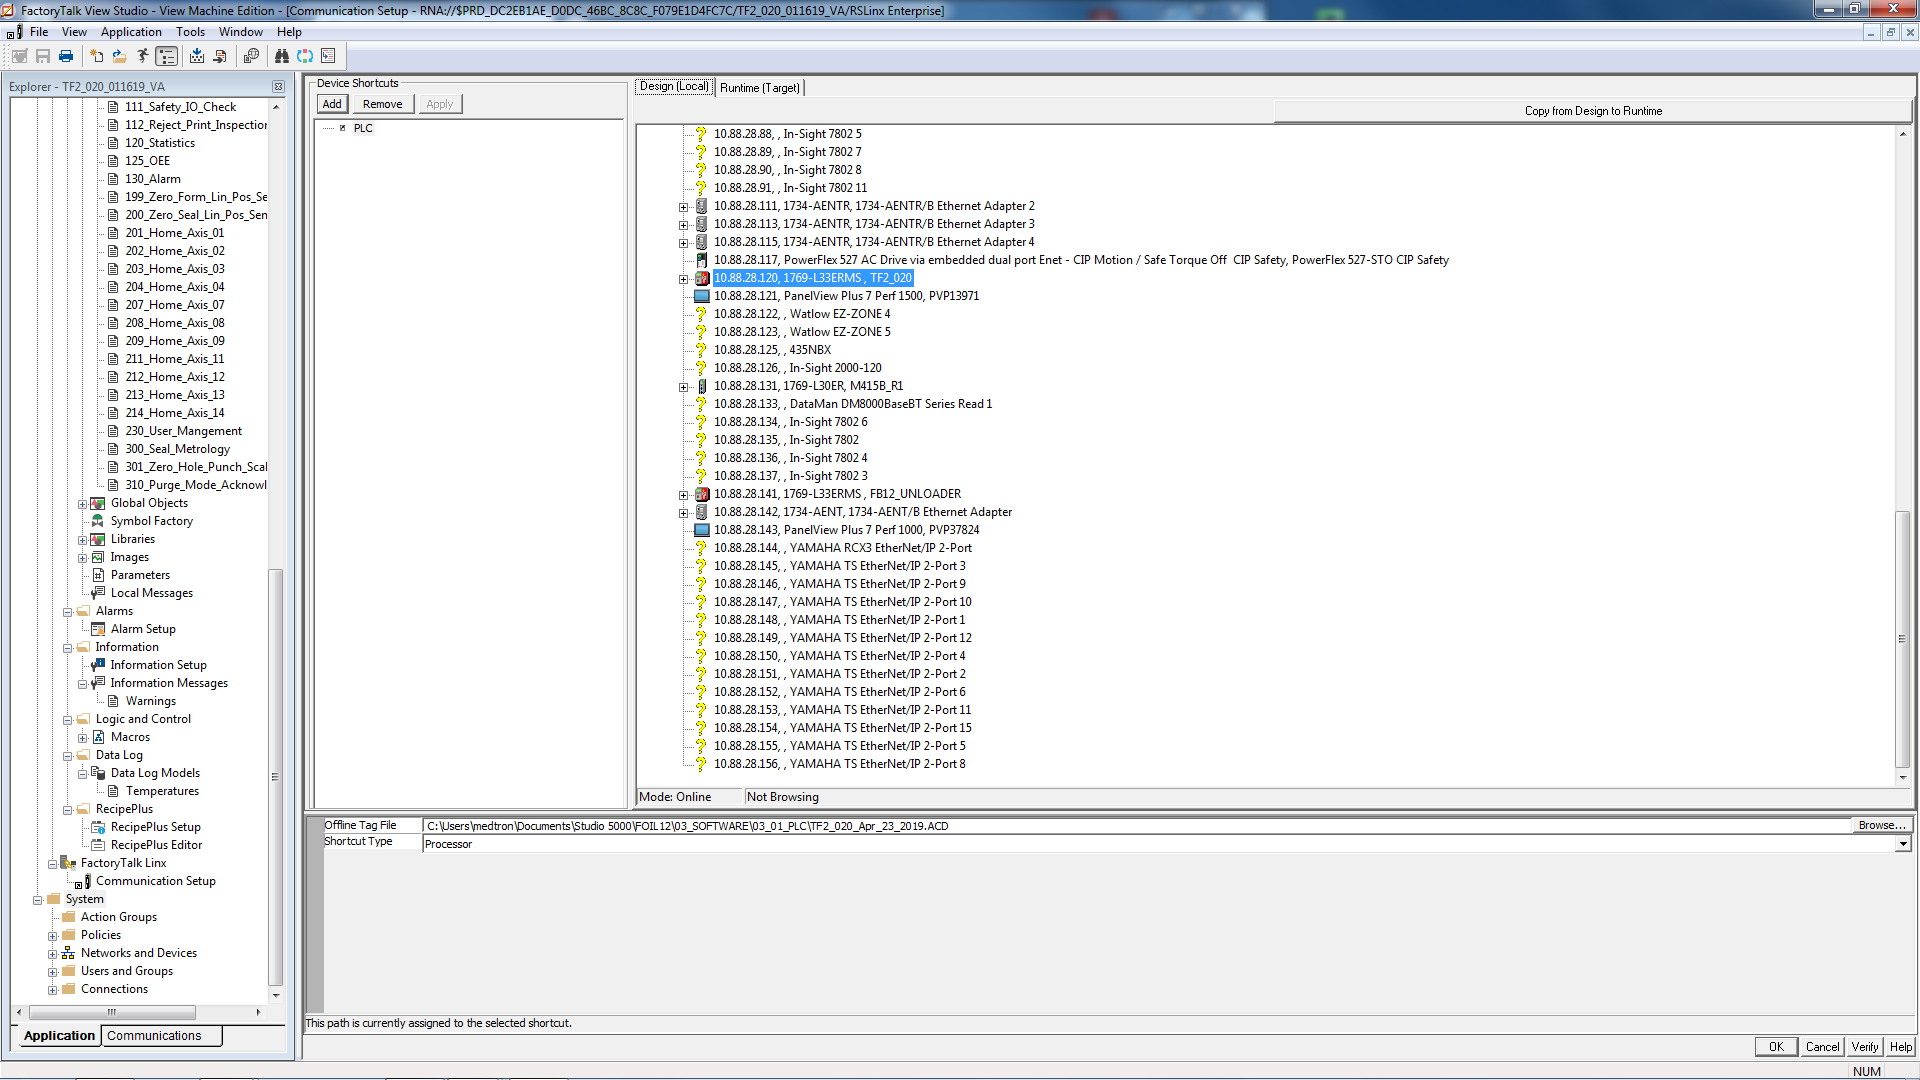 FactoryTalk View Studio - View Machine Edition - [Communication Setup - RNA://$PRD_DC2EB1AE_D0DC_46BC_8C8C_F079E1D4FC7C/TF2_020_011619_VA/RSLinx Enterprise]
File View Application Tools Window Help
Explorer - TF2_020_011619_VA
111_Safety_IO_Check
112_Reject_Print_Inspection
120_Statistics
125_OEE
130_Alarm
199_Zero_Form_Lin_Pos_Se
200_Zero_Seal_Lin_Pos_Sen
201_Home_Axis_01
202_Home_Axis_02
203_Home_Axis_03
204_Home_Axis_04
207_Home_Axis_07
208_Home_Axis_08
209_Home_Axis_09
211_Home_Axis_11
212_Home_Axis_12
213_Home_Axis_13
214_Home_Axis_14
230_User_Mangement
300_Seal_Metrology
301_Zero_Hole_Punch_Scal
310_Purge_Mode_Acknowl
Global Objects
Symbol Factory
Libraries
Images
Parameters
Local Messages
Alarms
Alarm Setup
Information
Information Setup
Information Messages
Warnings
Logic and Control
Macros
Data Log
Data Log Models
Temperatures
RecipePlus
RecipePlus Setup
RecipePlus Editor
FactoryTalk Linx
Communication Setup
System
Action Groups
Policies
Networks and Devices
Users and Groups
Connections
Application Communications
Device Shortcuts
Add Remove Apply
PLC
Design (Local) Runtime (Target)
Copy from Design to Runtime
10.88.28.88, , In-Sight 7802 5
10.88.28.89, , In-Sight 7802 7
10.88.28.90, , In-Sight 7802 8
10.88.28.91, , In-Sight 7802 11
10.88.28.111, 1734-AENTR, 1734-AENTR/B Ethernet Adapter 2
10.88.28.113, 1734-AENTR, 1734-AENTR/B Ethernet Adapter 3
10.88.28.115, 1734-AENTR, 1734-AENTR/B Ethernet Adapter 4
10.88.28.117, PowerFlex 527 AC Drive via embedded dual port Enet - CIP Motion / Safe Torque Off  CIP Safety, PowerFlex 527-STO CIP Safety
10.88.28.120, 1769-L33ERMS , TF2_020
10.88.28.121, PanelView Plus 7 Perf 1500, PVP13971
10.88.28.122, , Watlow EZ-ZONE 4
10.88.28.123, , Watlow EZ-ZONE 5
10.88.28.125, , 435NBX
10.88.28.126, , In-Sight 2000-120
10.88.28.131, 1769-L30ER, M415B_R1
10.88.28.133, , DataMan DM8000BaseBT Series Read 1
10.88.28.134, , In-Sight 7802 6
10.88.28.135, , In-Sight 7802
10.88.28.136, , In-Sight 7802 4
10.88.28.137, , In-Sight 7802 3
10.88.28.141, 1769-L33ERMS , FB12_UNLOADER
10.88.28.142, 1734-AENT, 1734-AENT/B Ethernet Adapter
10.88.28.143, PanelView Plus 7 Perf 1000, PVP37824
10.88.28.144, , YAMAHA RCX3 EtherNet/IP 2-Port
10.88.28.145, , YAMAHA TS EtherNet/IP 2-Port 3
10.88.28.146, , YAMAHA TS EtherNet/IP 2-Port 9
10.88.28.147, , YAMAHA TS EtherNet/IP 2-Port 10
10.88.28.148, , YAMAHA TS EtherNet/IP 2-Port 1
10.88.28.149, , YAMAHA TS EtherNet/IP 2-Port 12
10.88.28.150, , YAMAHA TS EtherNet/IP 2-Port 4
10.88.28.151, , YAMAHA TS EtherNet/IP 2-Port 2
10.88.28.152, , YAMAHA TS EtherNet/IP 2-Port 6
10.88.28.153, , YAMAHA TS EtherNet/IP 2-Port 11
10.88.28.154, , YAMAHA TS EtherNet/IP 2-Port 15
10.88.28.155, , YAMAHA TS EtherNet/IP 2-Port 5
10.88.28.156, , YAMAHA TS EtherNet/IP 2-Port 8
Mode: Online Not Browsing
Offline Tag File C:\Users\medtron\Documents\Studio 5000\FOIL12\03_SOFTWARE\03_01_PLC\TF2_020_Apr_23_2019.ACD Browse...
Shortcut Type Processor
This path is currently assigned to the selected shortcut.
OK Cancel Verify Help
NUM